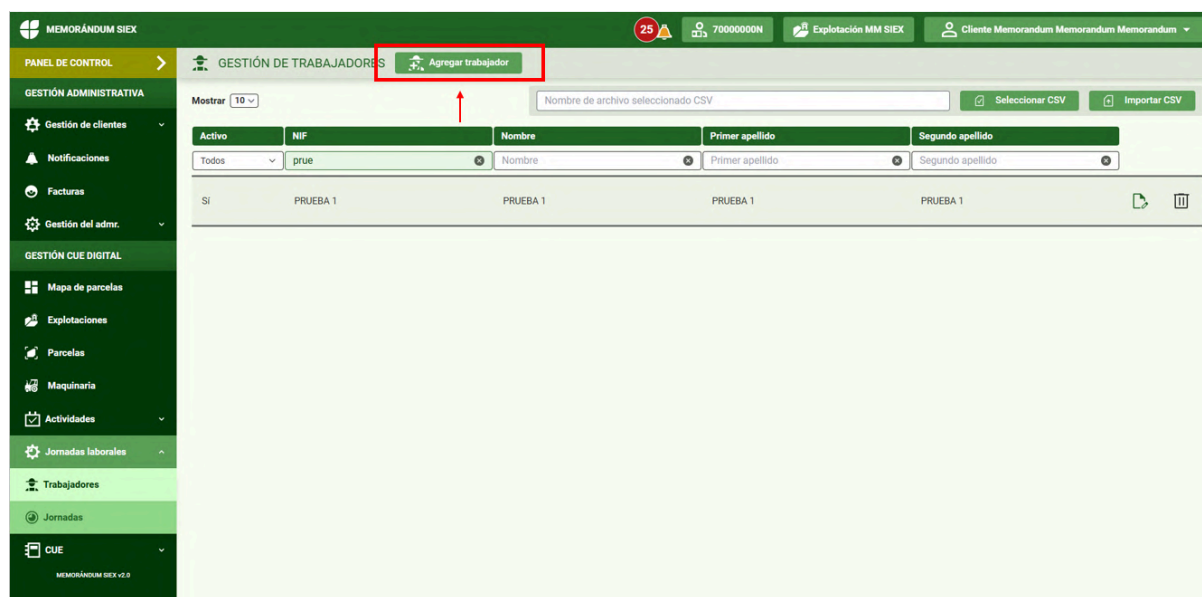 MEMORÁNDUM SIEX
25
70000000N
Explotación MM SIEX
Cliente Memorandum Memorandum Memorandum
PANEL DE CONTROL
GESTIÓN DE TRABAJADORES
Agregar trabajador
GESTIÓN ADMINISTRATIVA
Mostrar 10
Nombre de archivo seleccionado CSV
Seleccionar CSV
Importar CSV
Gestión de clientes
Notificaciones
Facturas
Gestión del admr.
Activo NIF Nombre Primer apellido Segundo apellido
Todos prue Nombre Primer apellido Segundo apellido
Sí PRUEBA 1 PRUEBA 1 PRUEBA 1 PRUEBA 1
GESTIÓN CUE DIGITAL
Mapa de parcelas
Explotaciones
Parcelas
Maquinaria
Actividades
Jornadas laborales
Trabajadores
Jornadas
CUE
MEMORÁNDUM SIEX v2.0